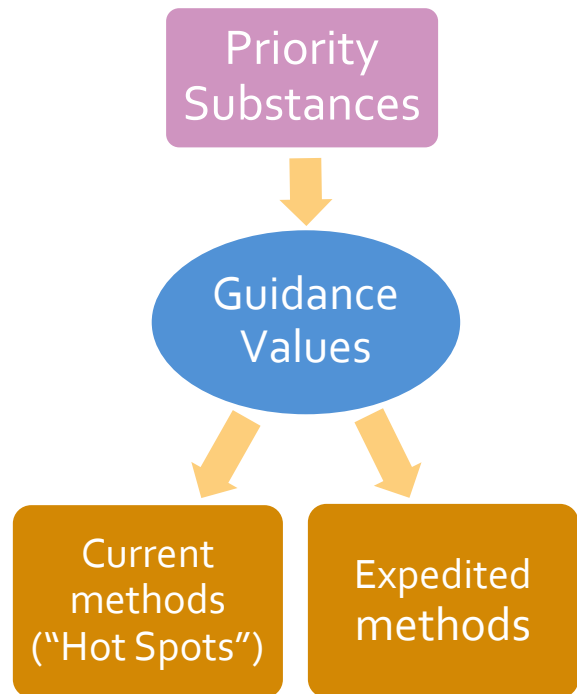 Priority
Substances
Guidance
Values
Current
methods
(“Hot Spots”)
Expedited
methods